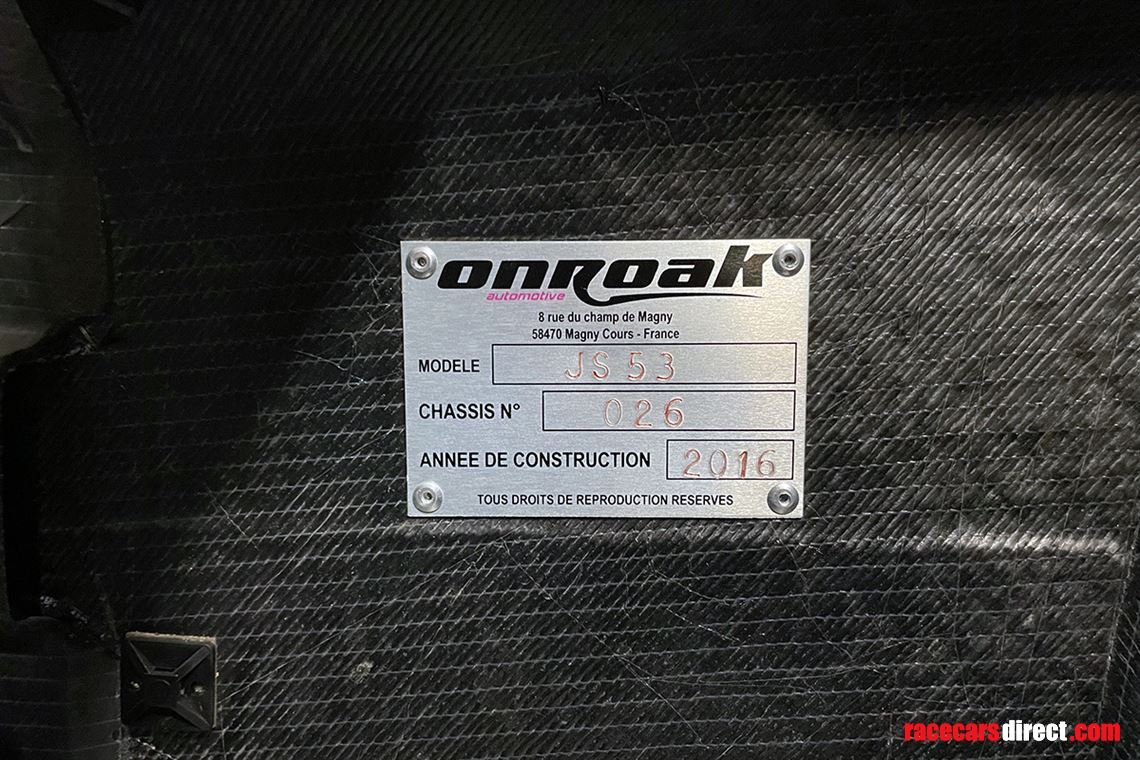 onRoak
automotive
8 rue du champ de Magny
58470 Magny Cours - France
MODELE JS 53
CHASSIS N° 026
ANNEE DE CONSTRUCTION 2016
TOUS DROITS DE REPRODUCTION RESERVES
racecarsdirect.com